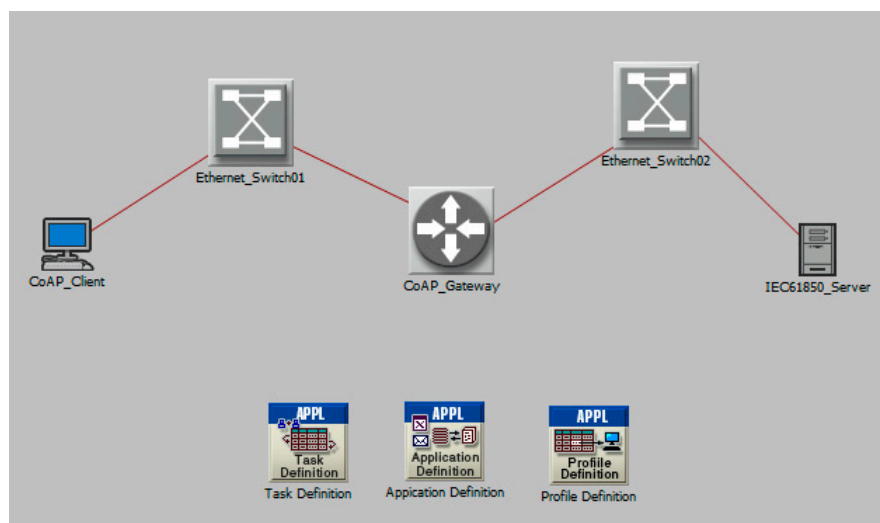 Ethernet_Switch01
Ethernet_Switch02
CoAP_Client
CoAP_Gateway
IEC61850_Server
APPL
Task
Definition
Task Definition
APPL
Application
Definition
Appication Definition
APPL
Profiile
Definition
Profile Definition